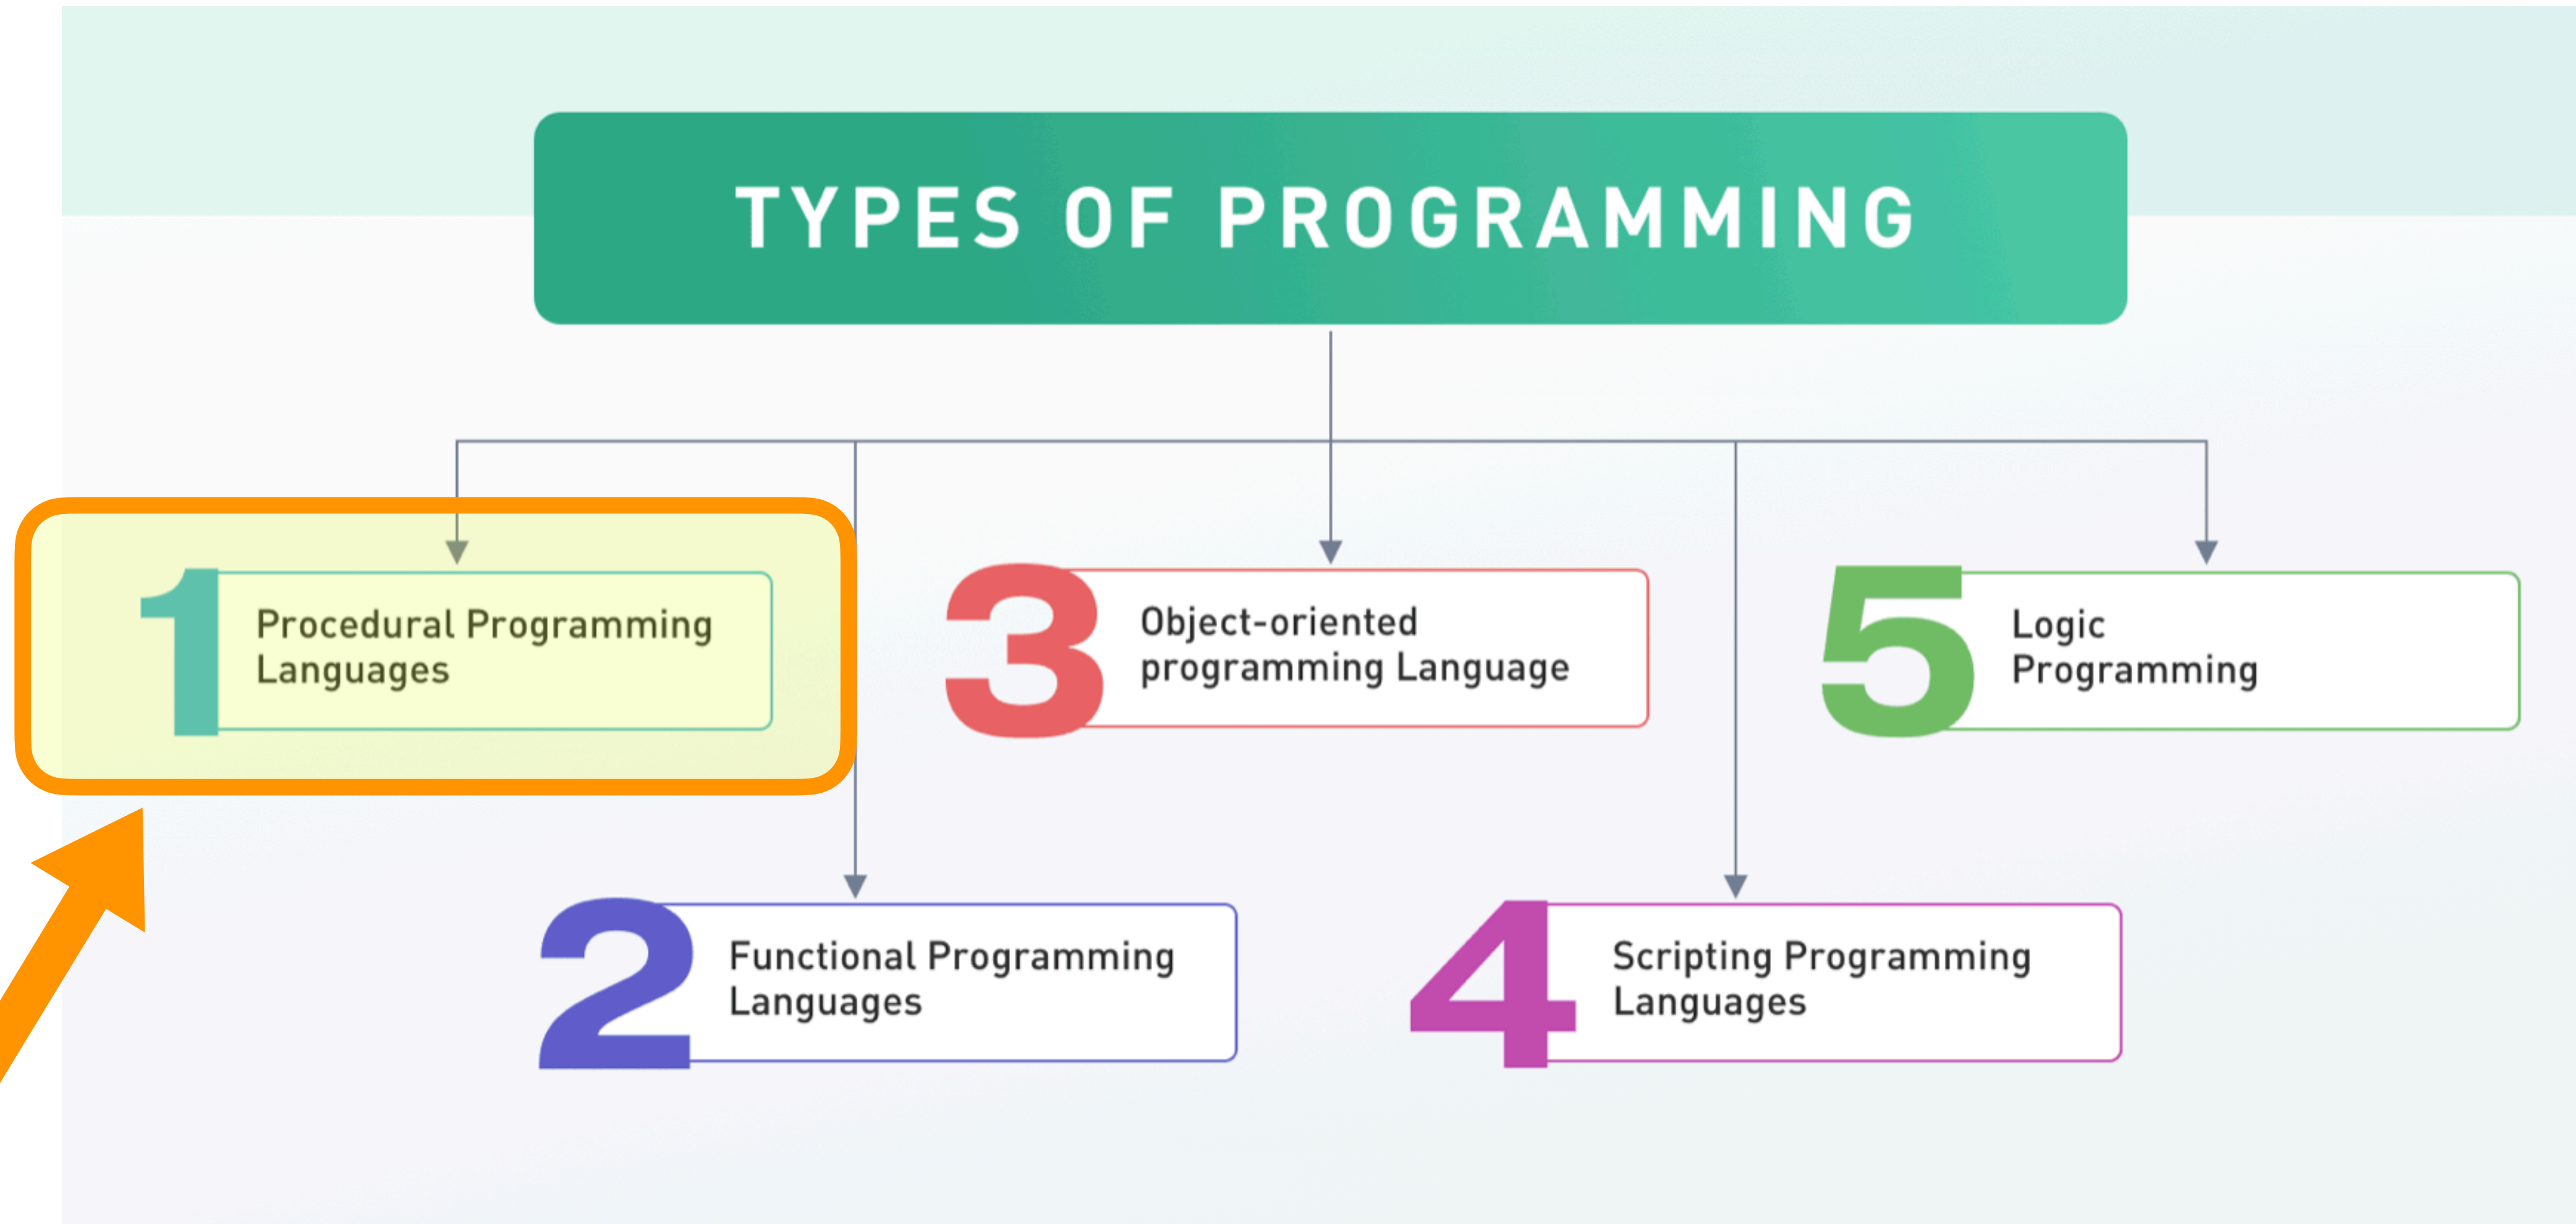 TYPES OF PROGRAMMING
1
Procedural Programming
Languages
2
Functional Programming
Languages
3
Object-oriented
programming Language
4
Scripting Programming
Languages
5
Logic
Programming